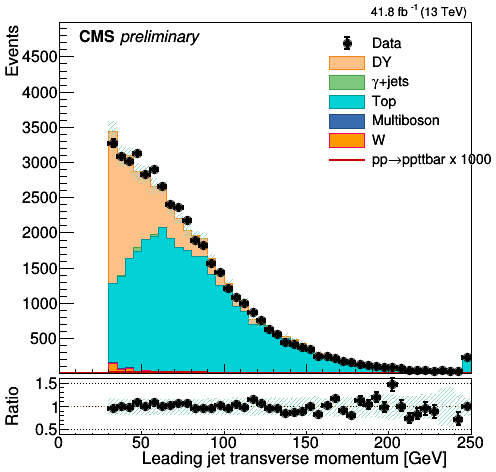 41.8 fb⁻¹ (13 TeV)
CMS preliminary
Events
4500
4000
3500
3000
2500
2000
1500
1000
500
Data
DY
γ+jets
Top
Multiboson
W
pp→ppttbar x 1000
Ratio
1.5
1
0.5
0 50 100 150 200 250
Leading jet transverse momentum [GeV]